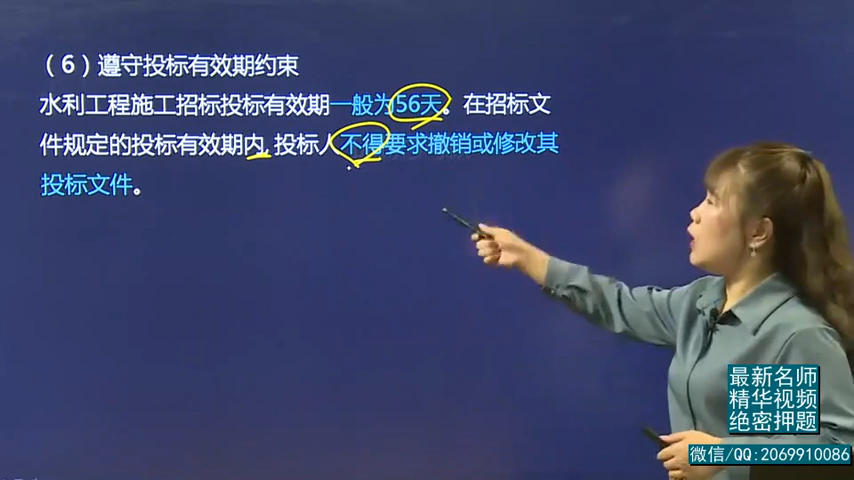 （6）遵守投标有效期约束
水利工程施工招标投标有效期一般为56天。在招标文
件规定的投标有效期内,投标人不得要求撤销或修改其
投标文件。
最新名师
精华视频
绝密押题
微信/QQ:2069910086